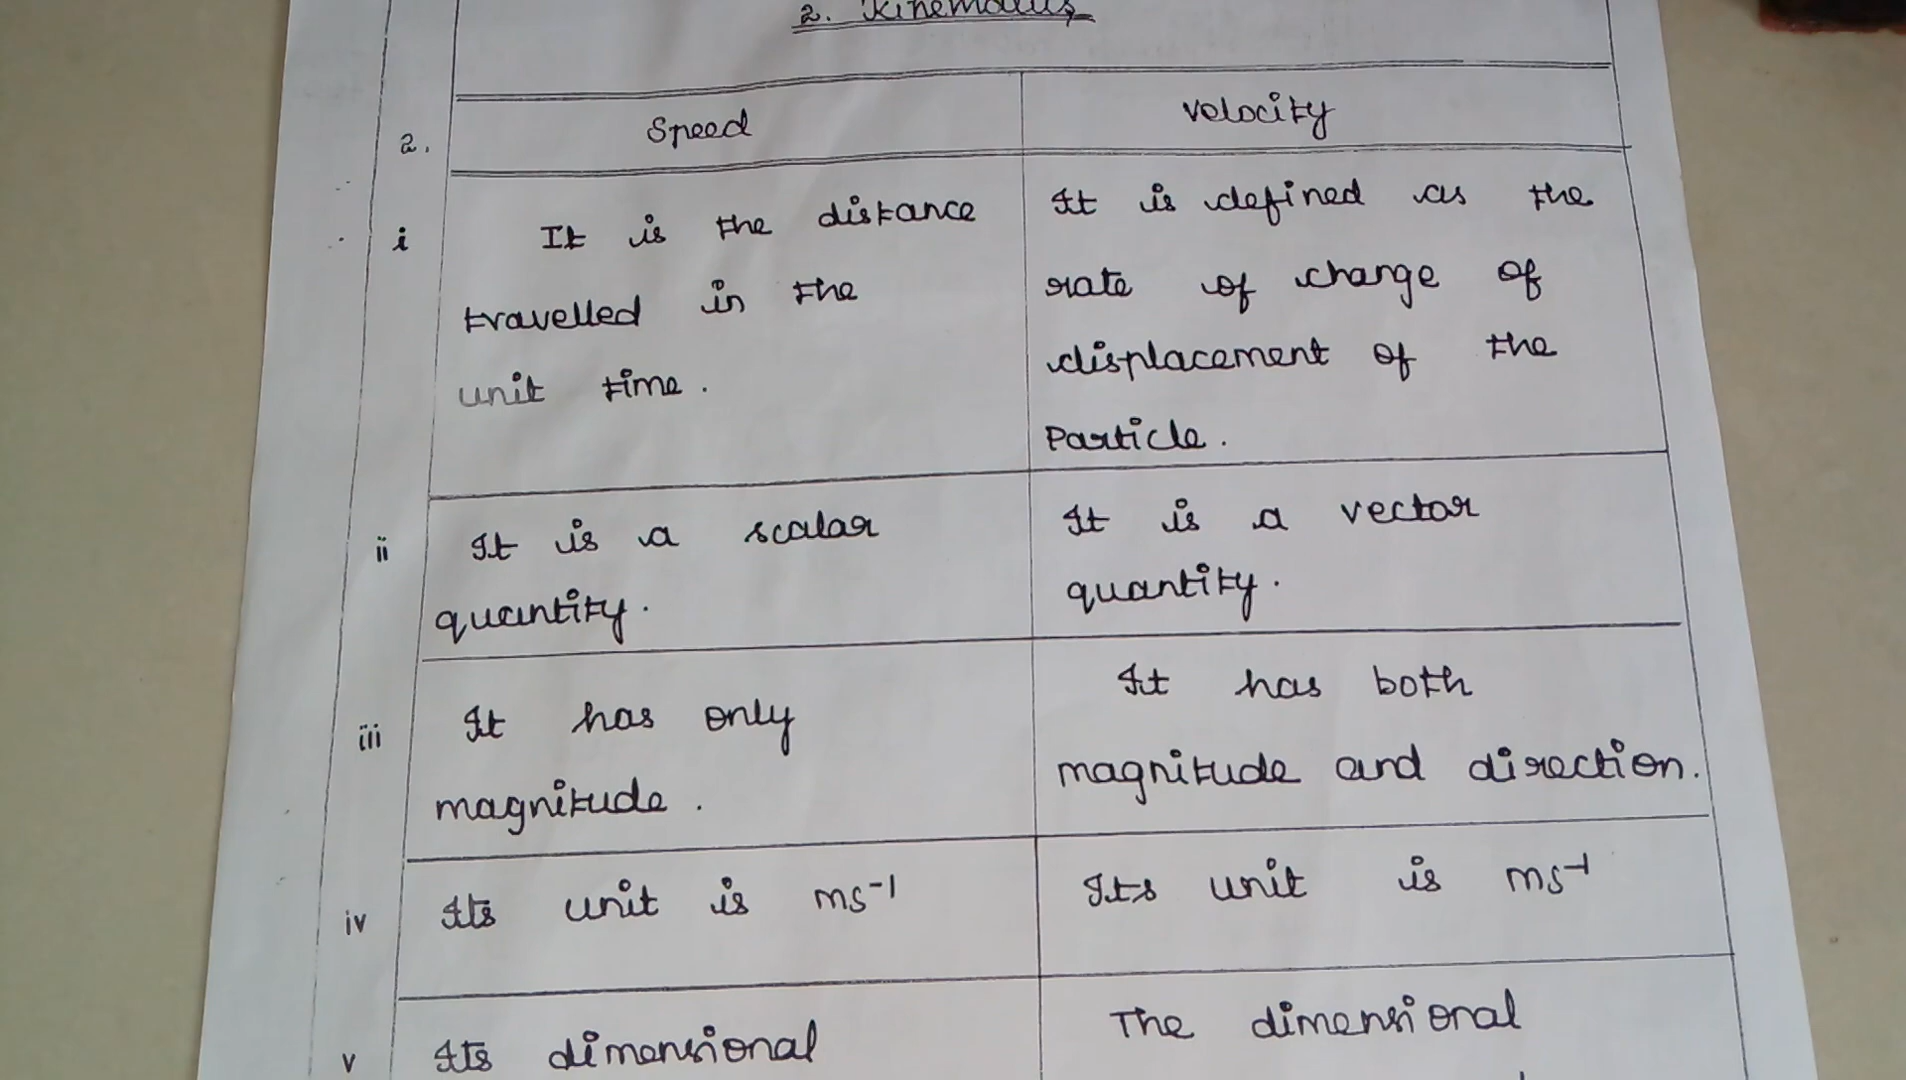 2. Kinematics
2.
Speed
Velocity
i
It is the distance
travelled in the
unit time.
It is defined as the
rate of change of
displacement of the
Particle.
ii
It is a scalar
quantity.
It is a vector
quantity.
iii
It has only
magnitude.
It has both
magnitude and direction.
iv
Its unit is ms⁻¹
Its unit is ms⁻¹
v
Its dimensional
The dimensional